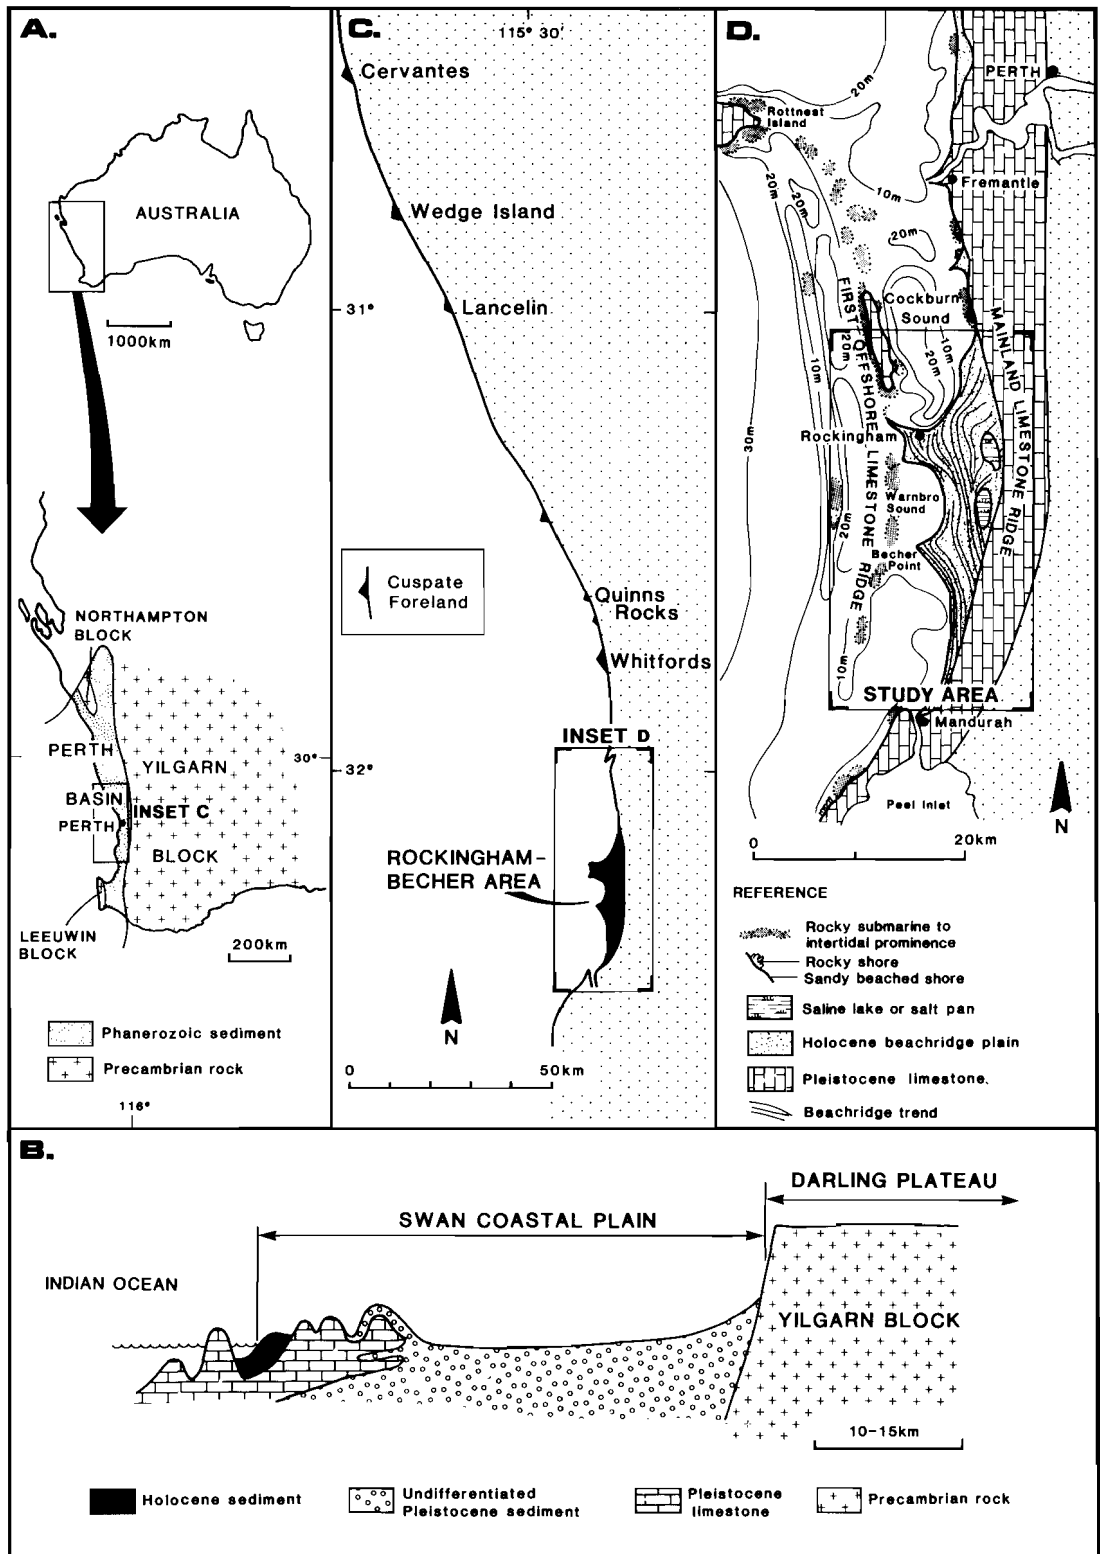 A.
AUSTRALIA
1000km
NORTHAMPTON
BLOCK
PERTH
BASIN
YILGARN
BLOCK
30°
PERTH
INSET C
LEEUWIN
BLOCK
200km
Phanerozoic sediment
Precambrian rock
116°
C.
115° 30'
Cervantes
Wedge Island
31°
Lancelin
Cuspate
Foreland
Quinns
Rocks
Whitfords
INSET D
32°
ROCKINGHAM-
BECHER AREA
N
0
50km
D.
PERTH
20m
Rottnest
Island
20m
20m
10m
Fremantle
20m
Cockburn
Sound
FIRST OFFSHORE LIMESTONE RIDGE
MAINLAND LIMESTONE RIDGE
20m
10m
20m
10m
30m
Rockingham
Warnbro
Sound
20m
Becher
Point
10m
STUDY AREA
Mandurah
Peel Inlet
N
0
20km
REFERENCE
Rocky submarine to
intertidal prominence
Rocky shore
Sandy beached shore
Saline lake or salt pan
Holocene beachridge plain
Pleistocene limestone.
Beachridge trend
B.
DARLING PLATEAU
SWAN COASTAL PLAIN
INDIAN OCEAN
YILGARN BLOCK
10-15km
Holocene sediment
Undifferentiated
Pleistocene sediment
Pleistocene
limestone
Precambrian rock